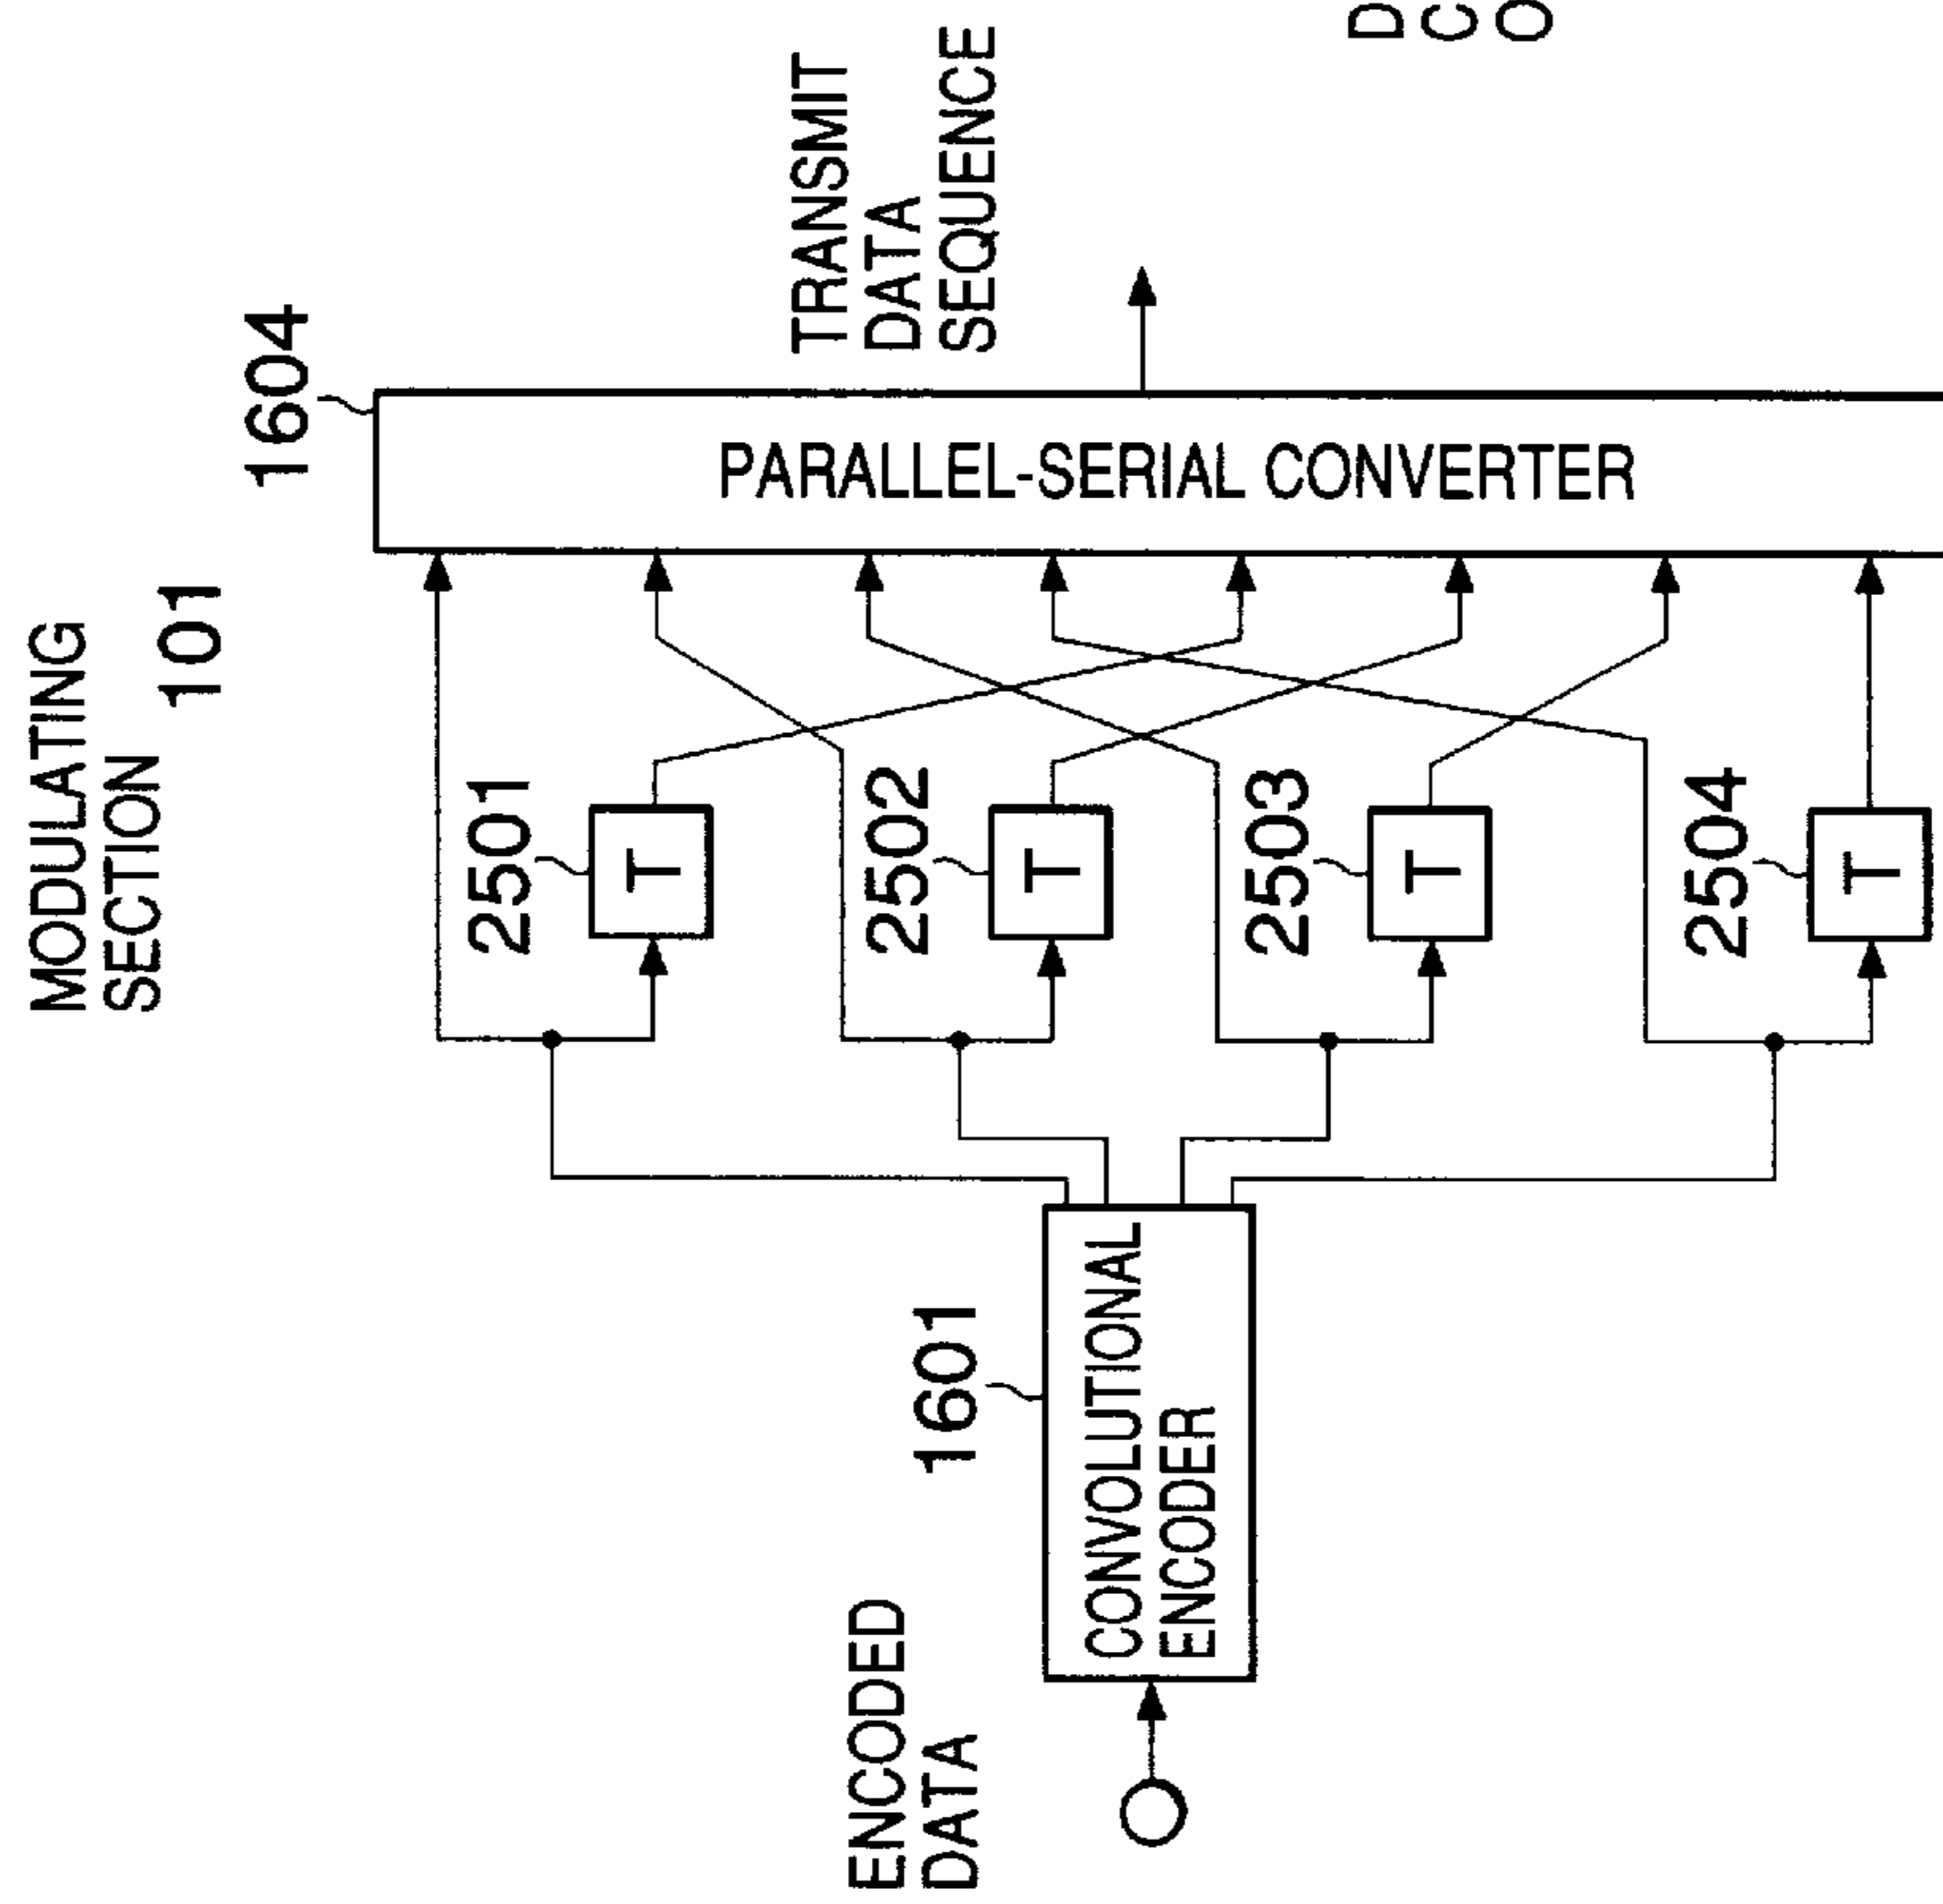 MODULATING
SECTION
101
1604
TRANSMIT
DATA
SEQUENCE
PARALLEL-SERIAL CONVERTER
2501
T
2502
T
2503
T
2504
T
1601
CONVOLUTIONAL
ENCODER
ENCODED
DATA
D
C
O